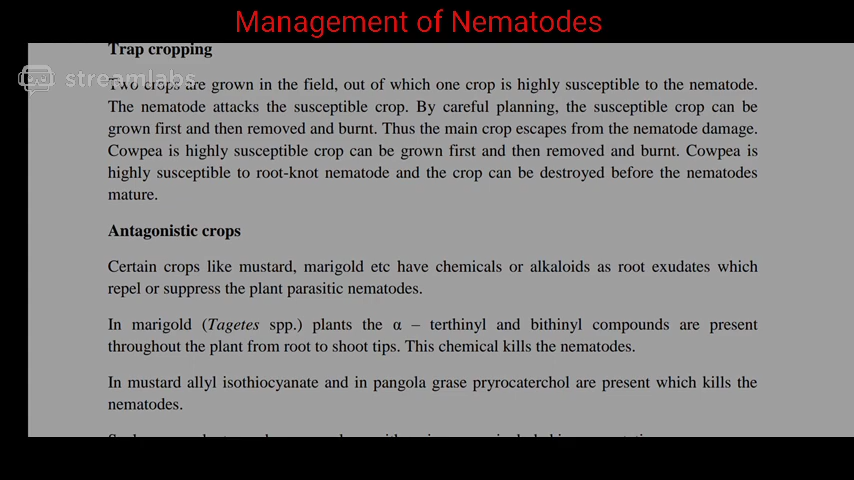 Management of Nematodes
Trap cropping
streamlabs
Two crops are grown in the field, out of which one crop is highly susceptible to the nematode.
The nematode attacks the susceptible crop. By careful planning, the susceptible crop can be
grown first and then removed and burnt. Thus the main crop escapes from the nematode damage.
Cowpea is highly susceptible crop can be grown first and then removed and burnt. Cowpea is
highly susceptible to root-knot nematode and the crop can be destroyed before the nematodes
mature.
Antagonistic crops
Certain crops like mustard, marigold etc have chemicals or alkaloids as root exudates which
repel or suppress the plant parasitic nematodes.
In marigold (Tagetes spp.) plants the α – terthinyl and bithinyl compounds are present
throughout the plant from root to shoot tips. This chemical kills the nematodes.
In mustard allyl isothiocyanate and in pangola grase pryrocaterchol are present which kills the
nematodes.